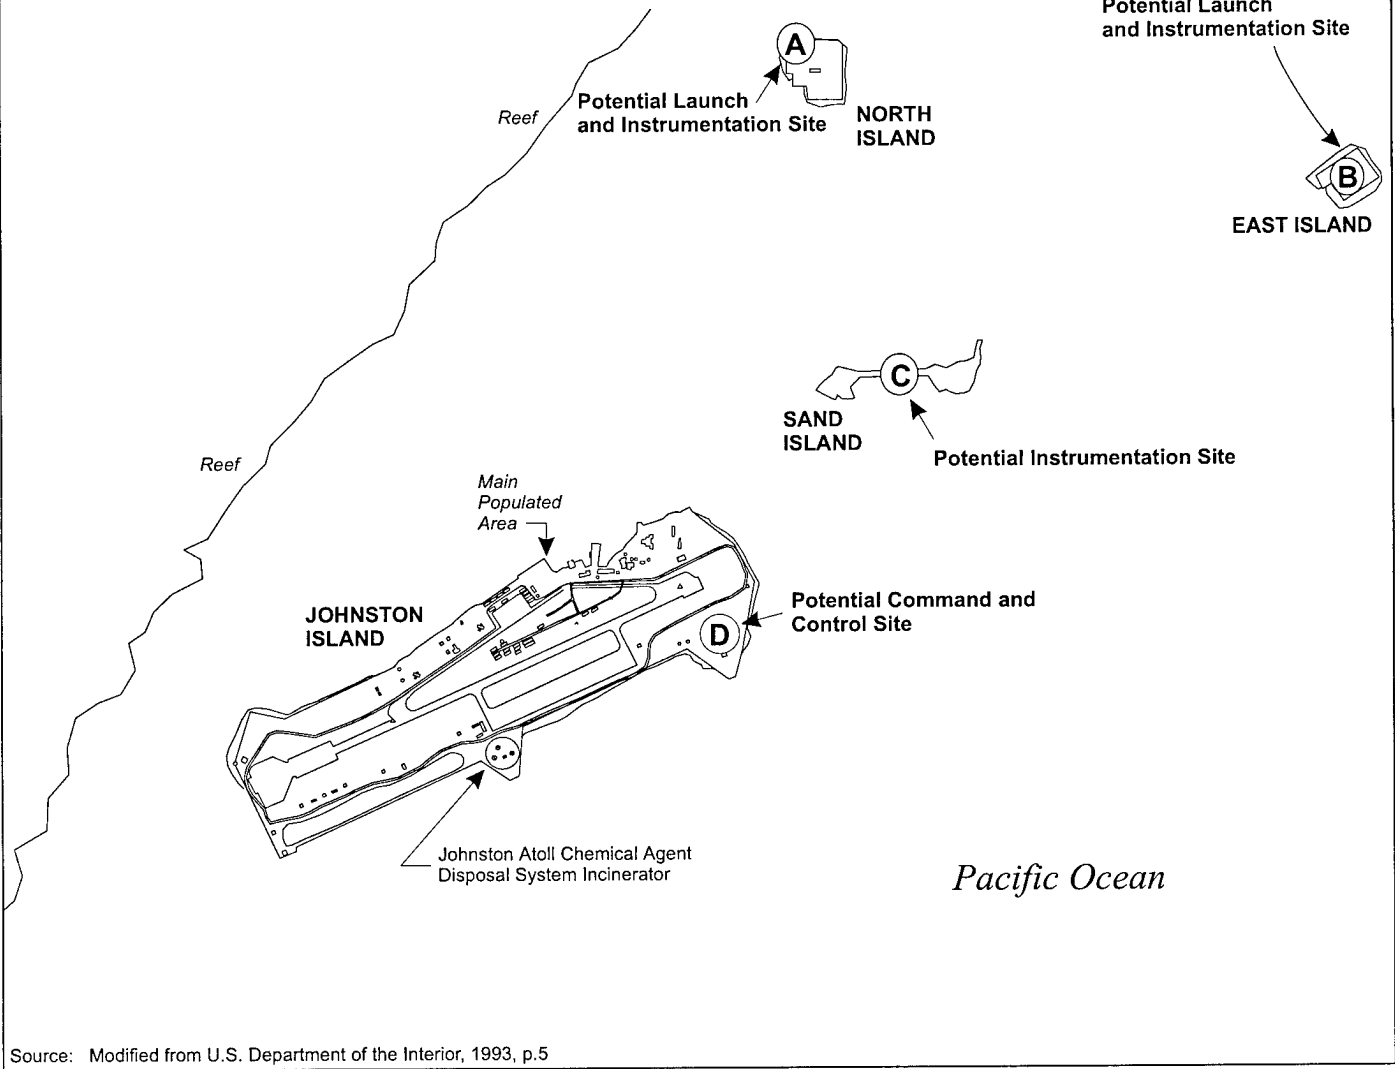 Potential Launch
and Instrumentation Site
A
Potential Launch
and Instrumentation Site
NORTH
ISLAND
Reef
B
EAST ISLAND
C
SAND
ISLAND
Potential Instrumentation Site
Reef
Main
Populated
Area
JOHNSTON
ISLAND
Potential Command and
Control Site
D
Johnston Atoll Chemical Agent
Disposal System Incinerator
Pacific Ocean
Source: Modified from U.S. Department of the Interior, 1993, p.5